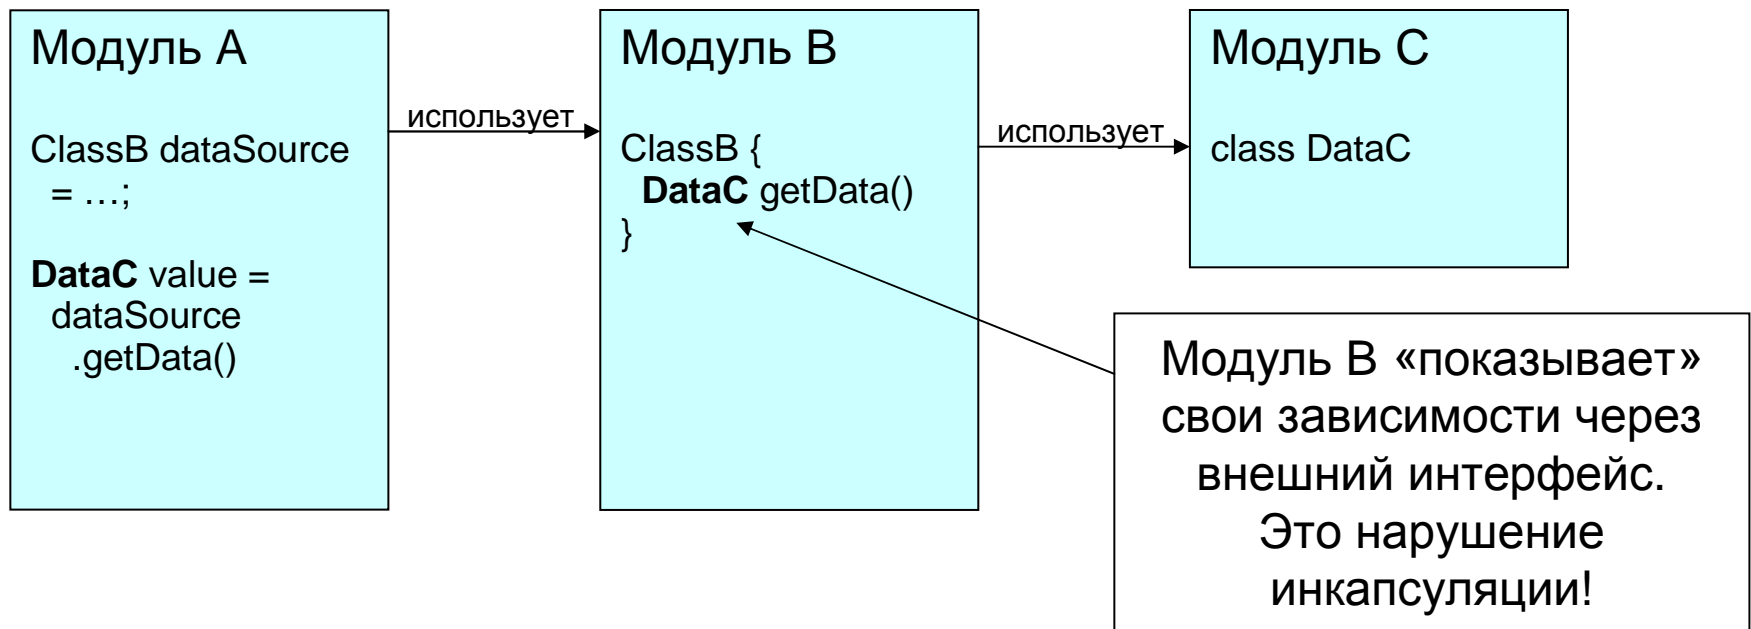 Модуль A
ClassB dataSource
= …;
DataC value =
dataSource
.getData()
использует
Модуль B
ClassB {
DataC getData()
}
использует
Модуль C
class DataC
Модуль B «показывает»
свои зависимости через
внешний интерфейс.
Это нарушение
инкапсуляции!